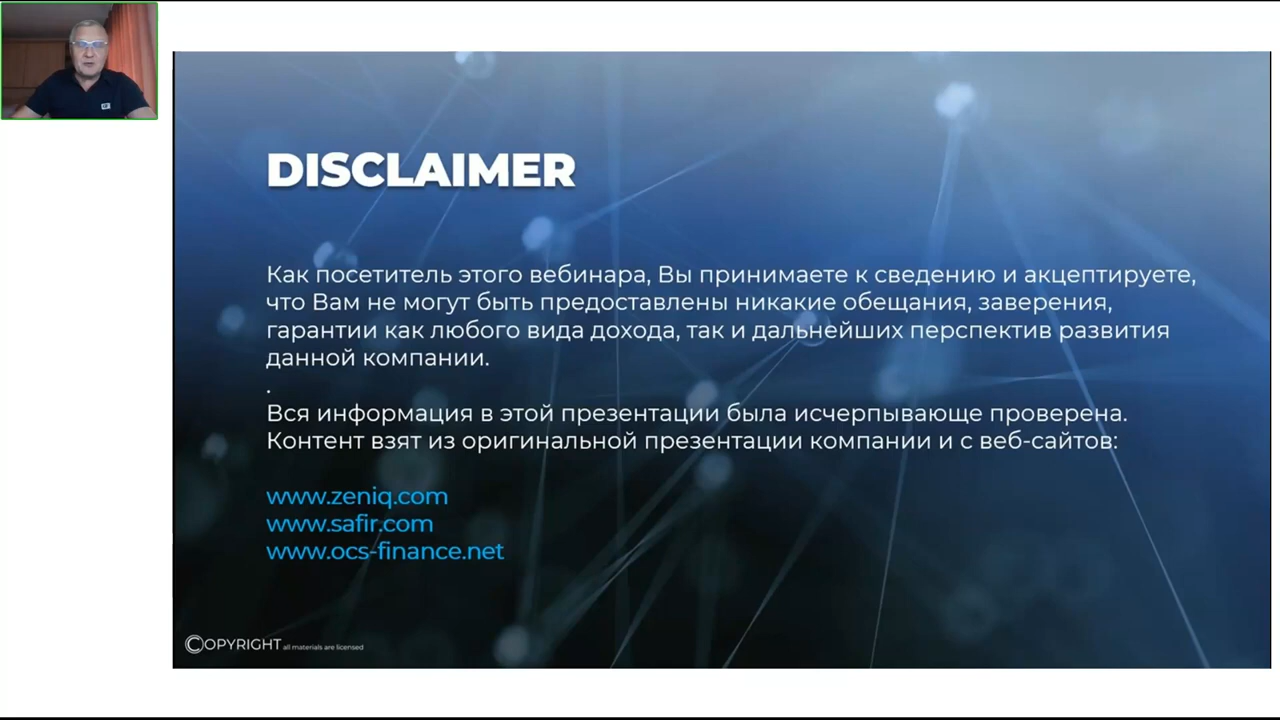 DISCLAIMER
Как посетитель этого вебинара, Вы принимаете к сведению и акцептируете,
что Вам не могут быть предоставлены никакие обещания, заверения,
гарантии как любого вида дохода, так и дальнейших перспектив развития
данной компании.
.
Вся информация в этой презентации была исчерпывающе проверена.
Контент взят из оригинальной презентации компании и с веб-сайтов:
www.zeniq.com
www.safir.com
www.ocs-finance.net
COPYRIGHT all materials are licensed